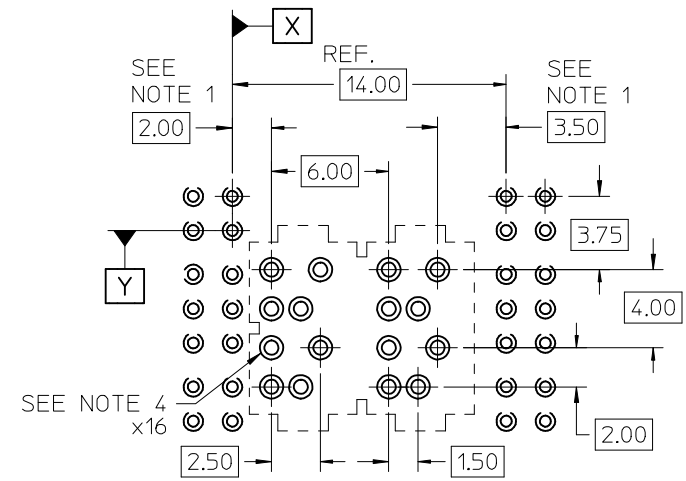 X
REF.
SEE
NOTE 1
14.00
SEE
NOTE 1
2.00
3.50
6.00
3.75
Y
4.00
SEE NOTE 4
x16
2.00
2.50
1.50